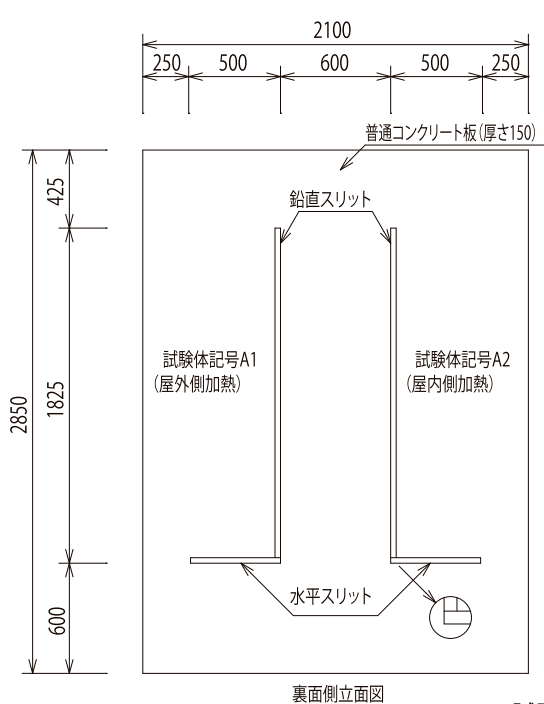 2100
250 500 600 500 250
普通コンクリート板(厚さ150)
425
鉛直スリット
試験体記号A1
(屋外側加熱)
試験体記号A2
(屋内側加熱)
1825
2850
水平スリット
600
裏面側立面図